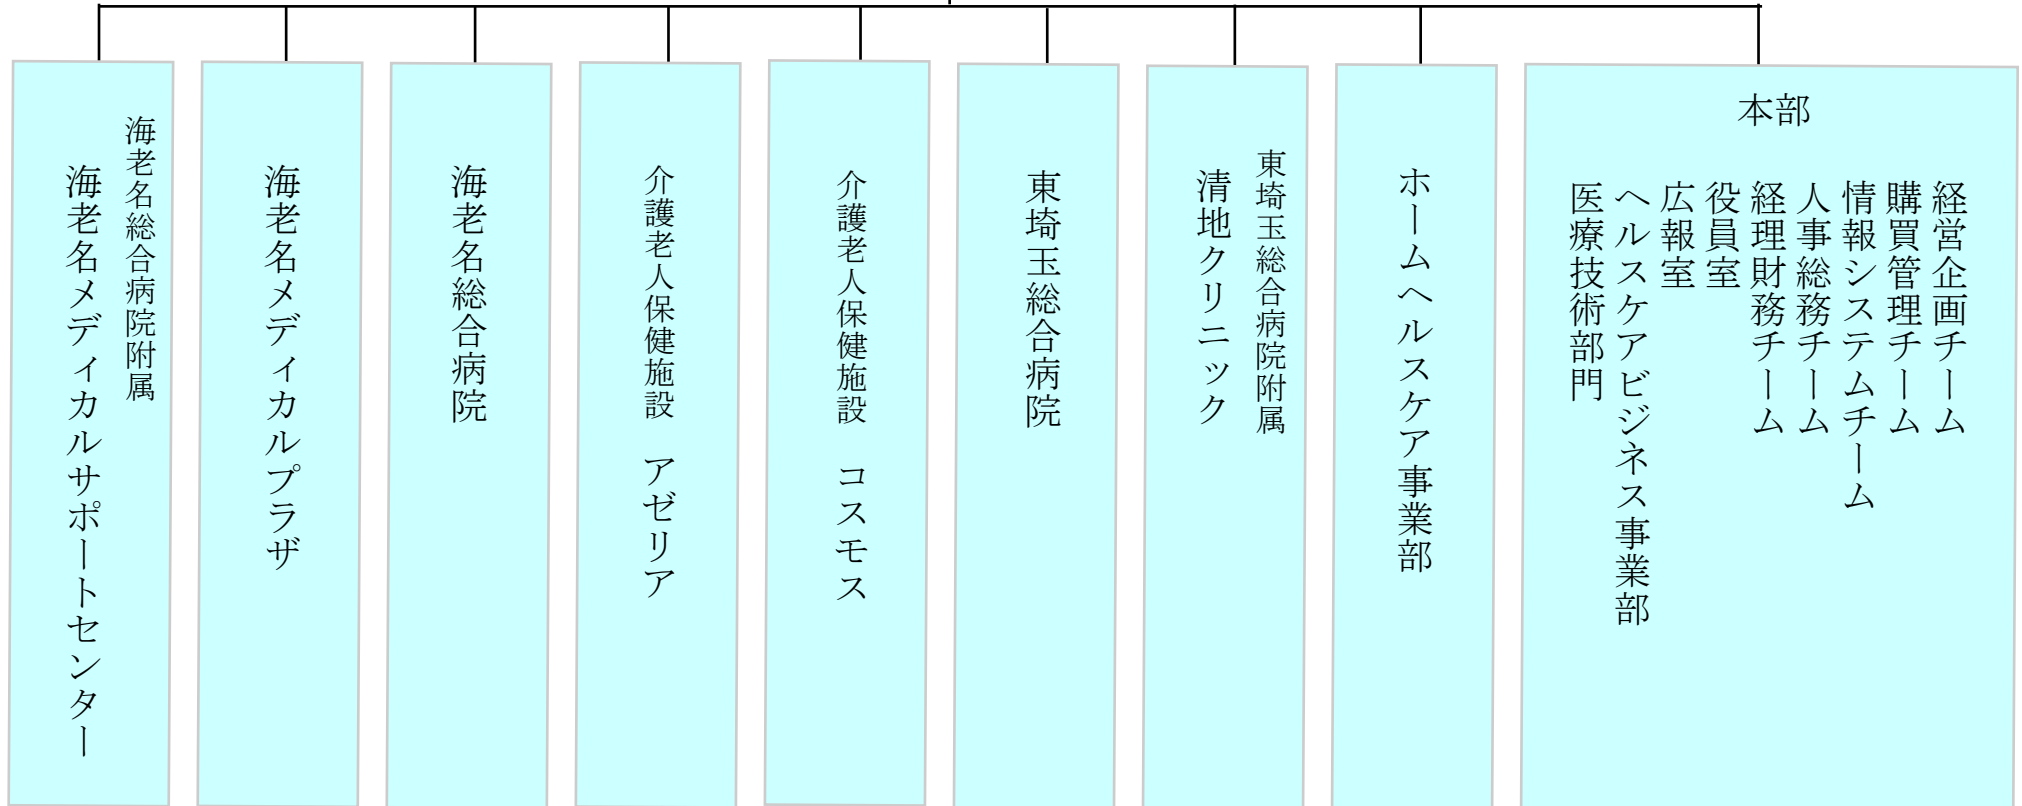 海老名総合病院附属
海老名メディカルサポートセンター
海老名メディカルプラザ
海老名総合病院
介護老人保健施設　アゼリア
介護老人保健施設　コスモス
東埼玉総合病院
東埼玉総合病院附属
清地クリニック
ホームヘルスケア事業部
本部
経営企画チーム
購買管理チーム
情報システムチーム
人事総務チーム
経理財務チーム
役員室
広報室
ヘルスケアビジネス事業部
医療技術部門